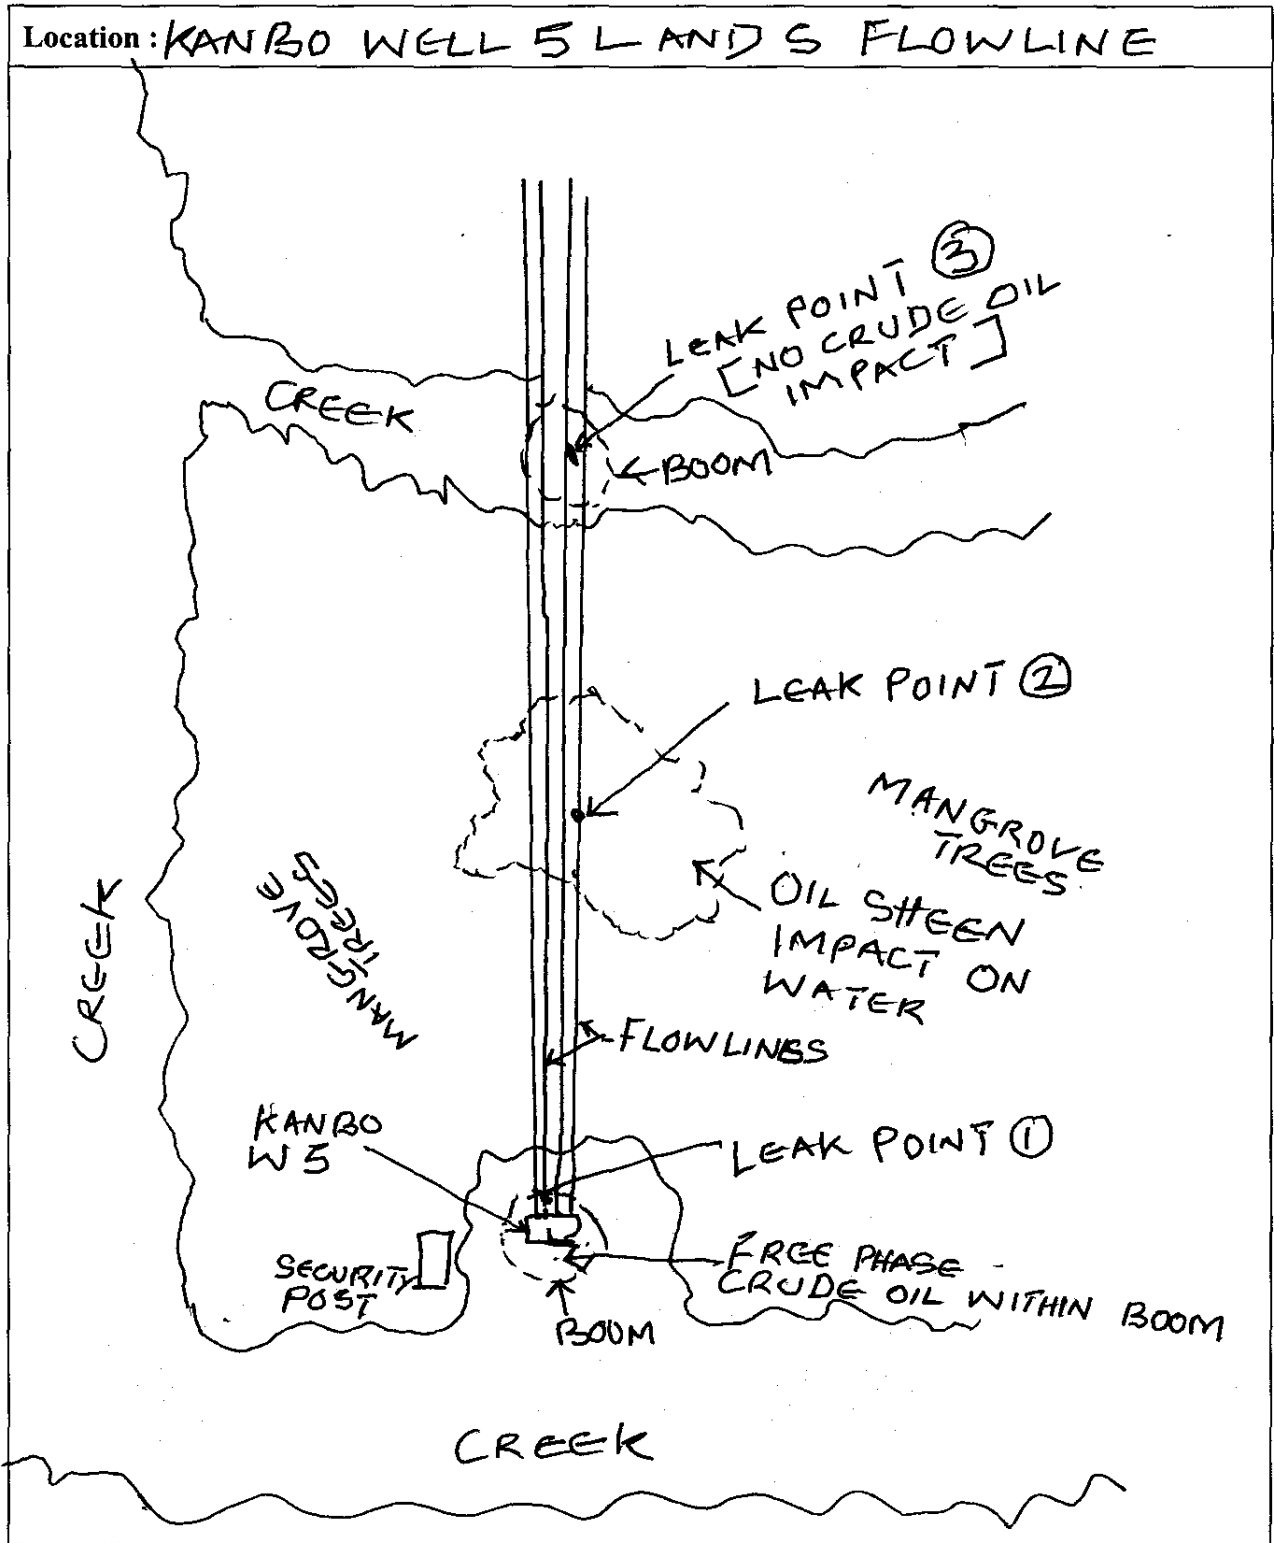 Location : KANBO WELL 5 L AND S FLOWLINE
LEAK POINT ③
[NO CRUDE OIL
IMPACT]
CREEK
BOOM
LEAK POINT ②
MANGROVE
TREES
MANGROVE
TREES
OIL SHEEN
IMPACT ON
WATER
CREEK
FLOWLINES
KANBO
W5
LEAK POINT ①
SECURITY
POST
FREE PHASE
CRUDE OIL WITHIN BOOM
BOOM
CREEK